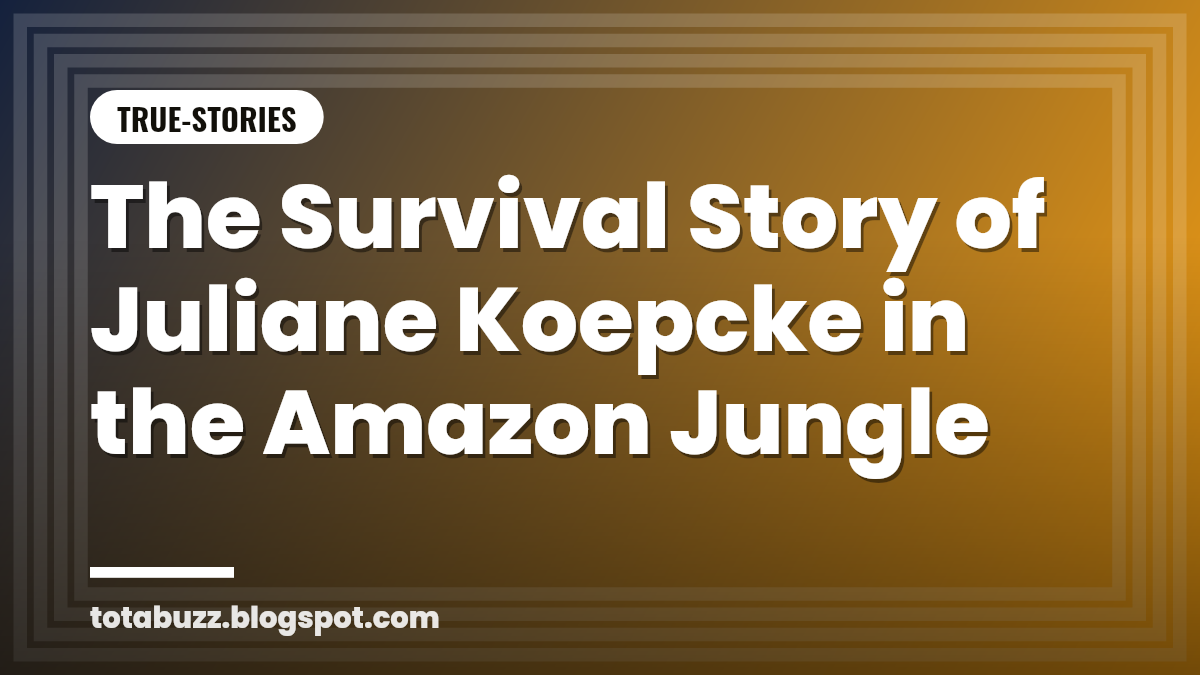 TRUE-STORIES
The Survival Story of
Juliane Koepcke in
the Amazon Jungle
totabuzz.blogspot.com